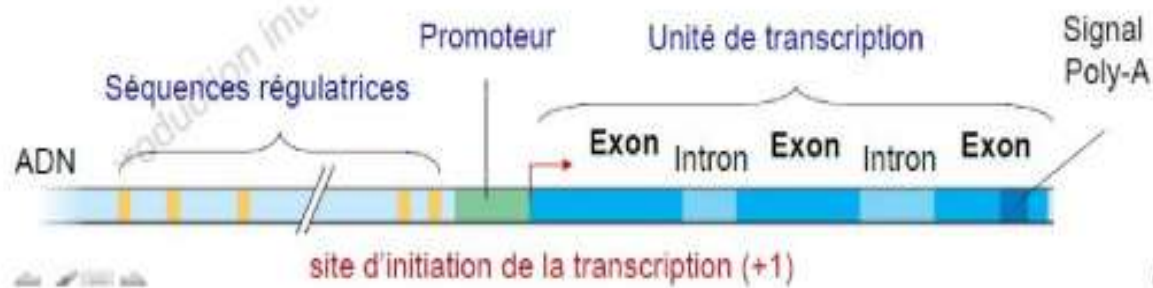 Promoteur
Unité de transcription
Signal
Poly-A
Séquences régulatrices
ADN
Exon Intron Exon Intron Exon
site d'initiation de la transcription (+1)